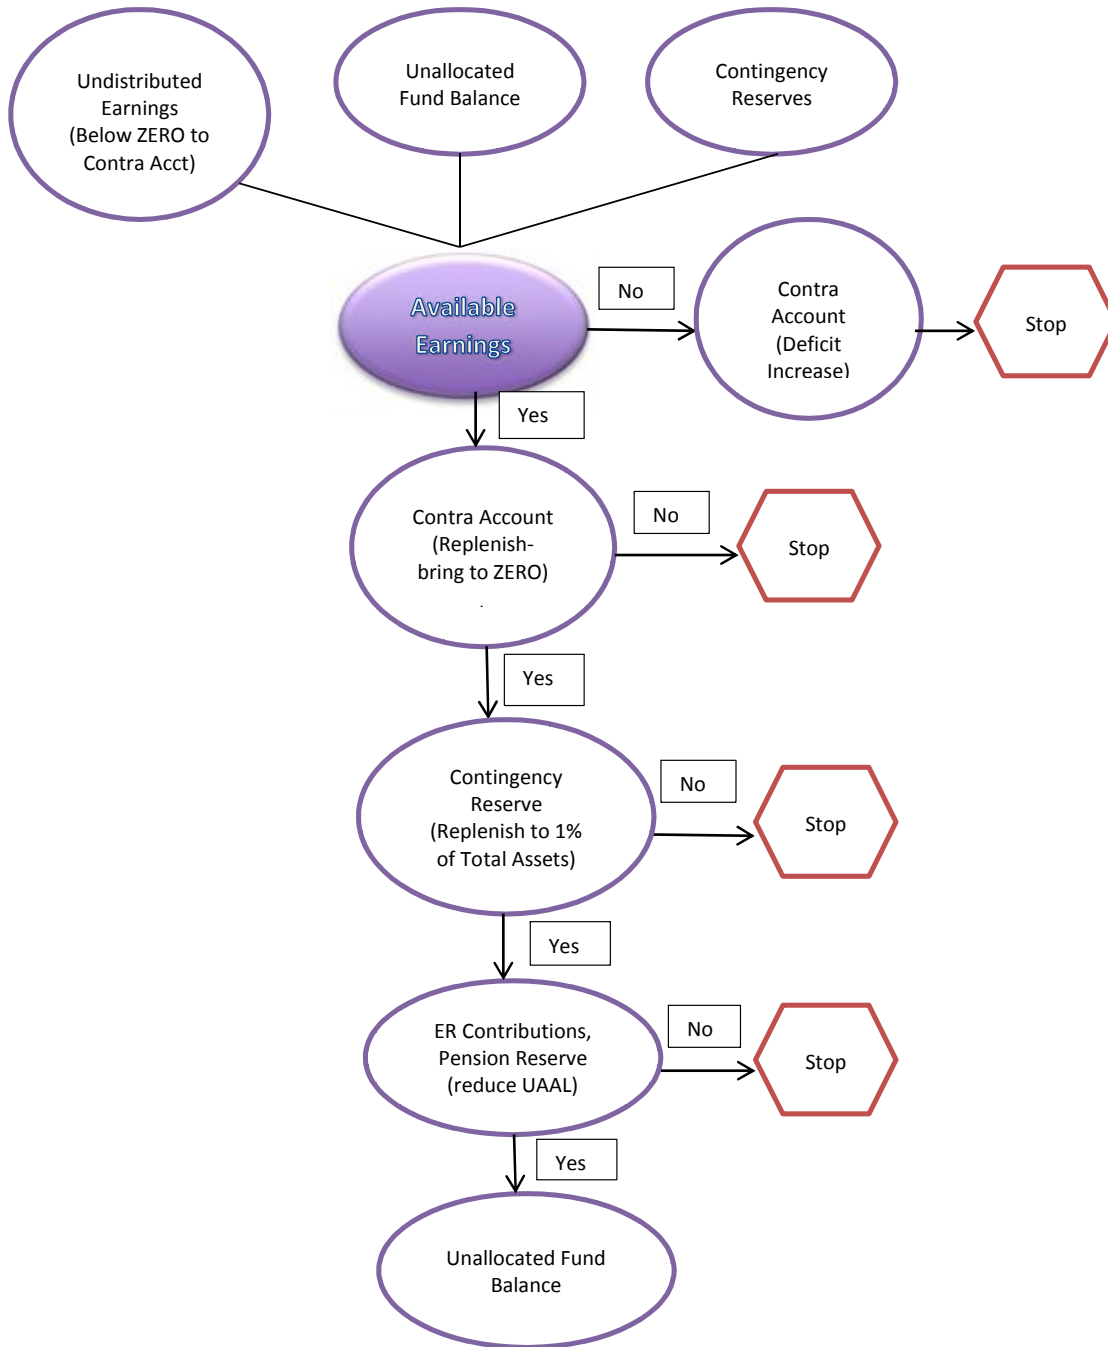 Undistributed
Earnings
(Below ZERO to
Contra Acct)
Unallocated
Fund Balance
Contingency
Reserves
Available
Earnings
No
Contra
Account
(Deficit
Increase)
Stop
Yes
Contra Account
(Replenish-
bring to ZERO)
.
No
Stop
Yes
Contingency
Reserve
(Replenish to 1%
of Total Assets)
No
Stop
Yes
ER Contributions,
Pension Reserve
(reduce UAAL)
No
Stop
Yes
Unallocated Fund
Balance